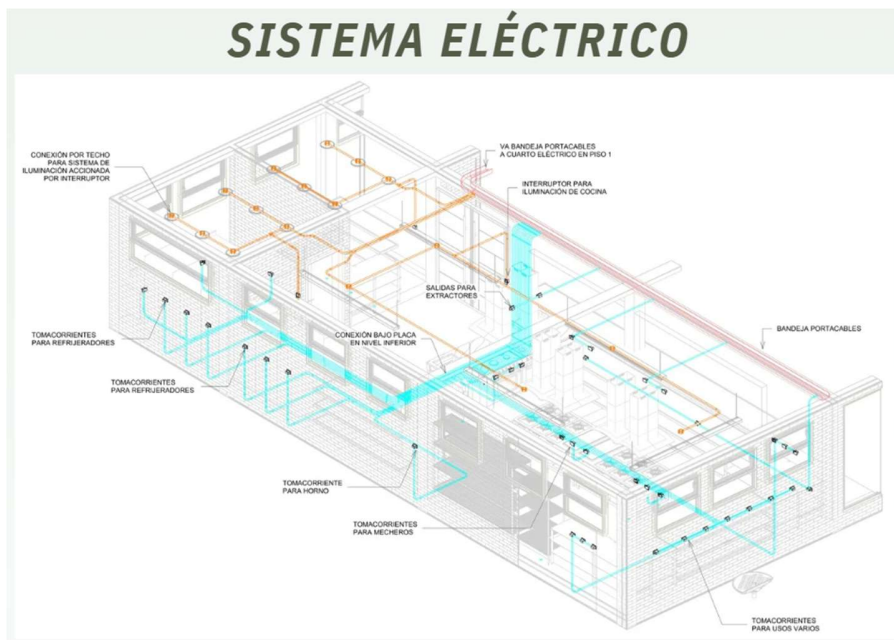 SISTEMA ELÉCTRICO
CONEXIÓN POR TECHO
PARA SISTEMA DE
ILUMINACIÓN ACCIONADA
POR INTERRUPTOR
VA BANDEJA PORTACABLES
A CUARTO ELÉCTRICO EN PISO 1
INTERRUPTOR PARA
ILUMINACIÓN DE COCINA
SALIDAS PARA
EXTRACTORES
CONEXIÓN BAJO PLACA
EN NIVEL INFERIOR
BANDEJA PORTACABLES
TOMACORRIENTES
PARA REFRIJERADORES
TOMACORRIENTES
PARA REFRIJERADORES
TOMACORRIENTE
PARA HORNO
TOMACORRIENTES
PARA MECHEROS
TOMACORRIENTES
PARA USOS VARIOS